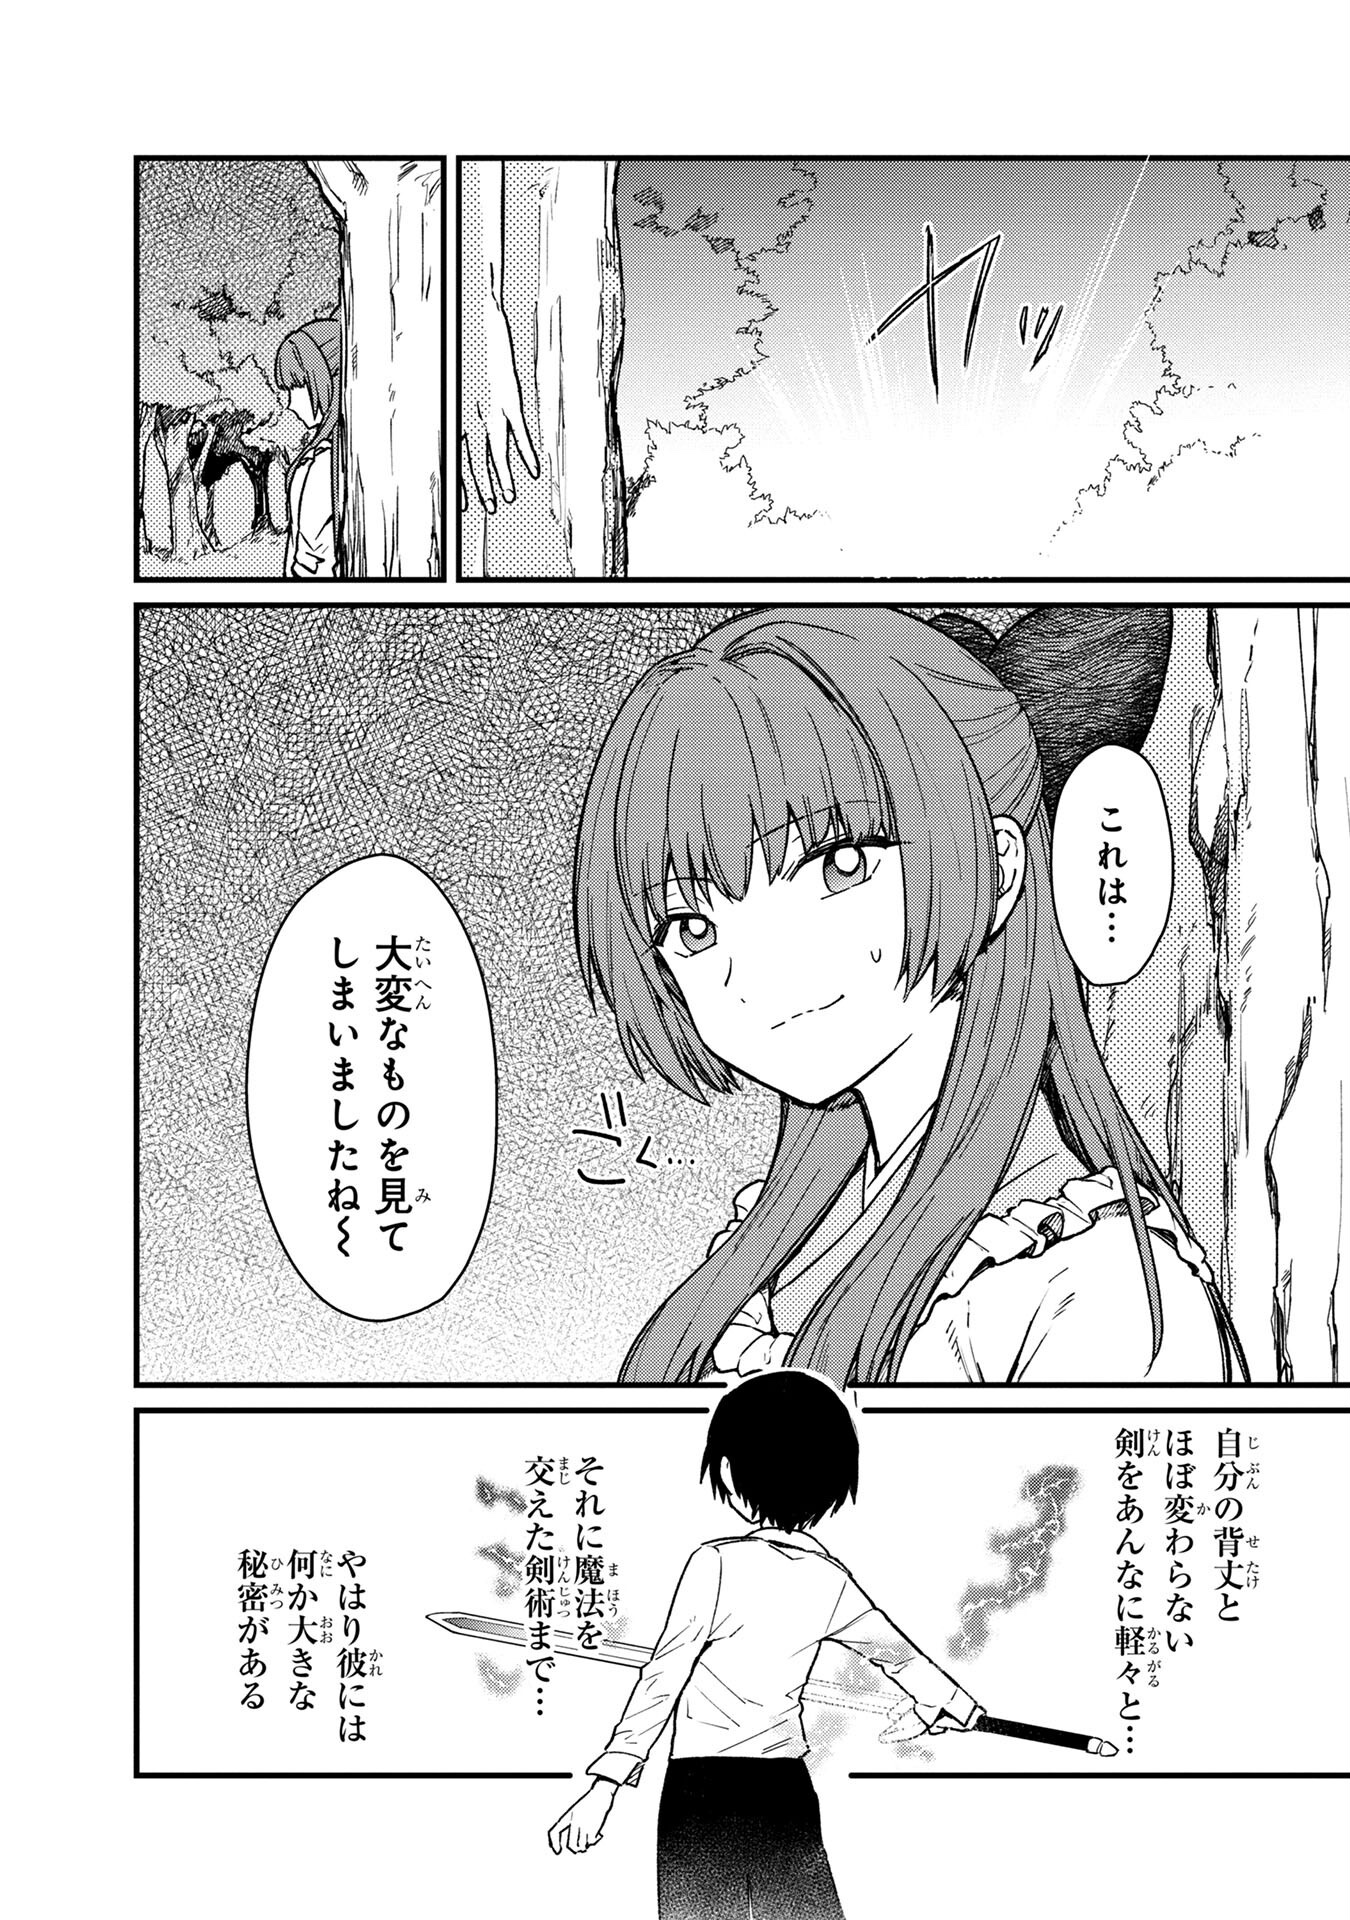 カッ
これは…
どくん…
大変なものを見て
しまいましたね〜
自分の背丈と
ほぼ変わらない
剣をあんなに軽々と…
それに魔法を
交えた剣術まで…
やはり彼には
何か大きな
秘密がある